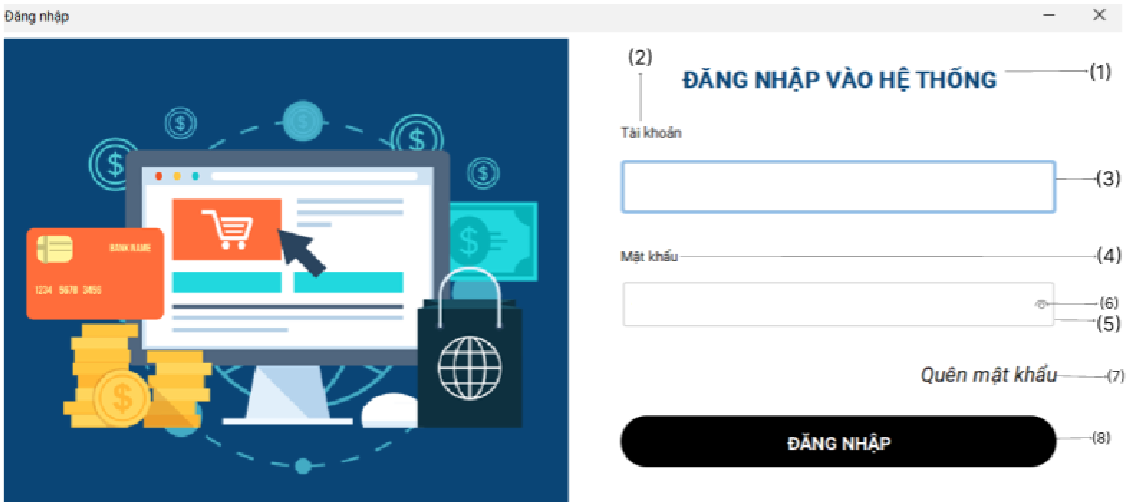 Đăng nhập
(2)
ĐĂNG NHẬP VÀO HỆ THỐNG
(1)
Tài khoản
(3)
Mật khẩu
(4)
(6)
(5)
Quên mật khẩu
(7)
ĐĂNG NHẬP
(8)
BANK NAME
1234 5678 3456